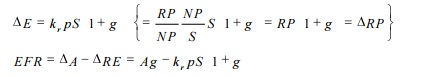 ΔE = k_r pS 1 + g { = RP/NP NP/S S 1 + g = RP 1 + g = ΔRP }
EFR = Δ_A − Δ_RE = Ag − k_r pS 1 + g